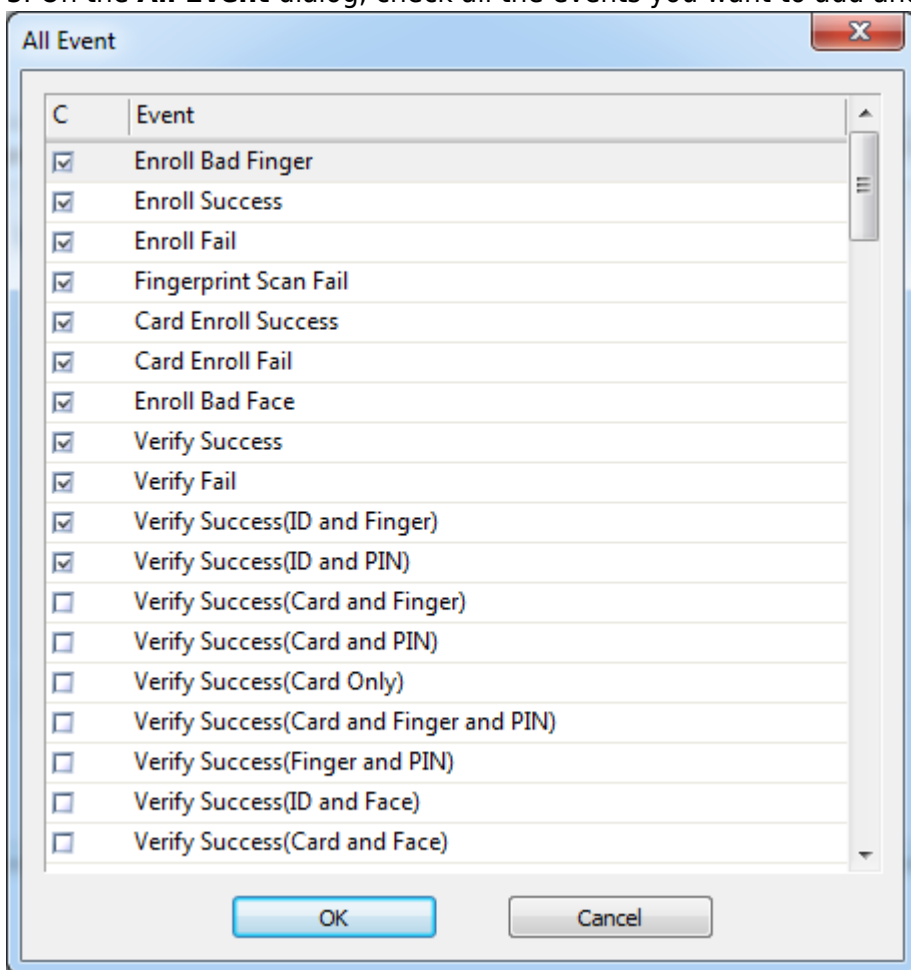 All Event
C Event
Enroll Bad Finger
Enroll Success
Enroll Fail
Fingerprint Scan Fail
Card Enroll Success
Card Enroll Fail
Enroll Bad Face
Verify Success
Verify Fail
Verify Success(ID and Finger)
Verify Success(ID and PIN)
Verify Success(Card and Finger)
Verify Success(Card and PIN)
Verify Success(Card Only)
Verify Success(Card and Finger and PIN)
Verify Success(Finger and PIN)
Verify Success(ID and Face)
Verify Success(Card and Face)
OK Cancel